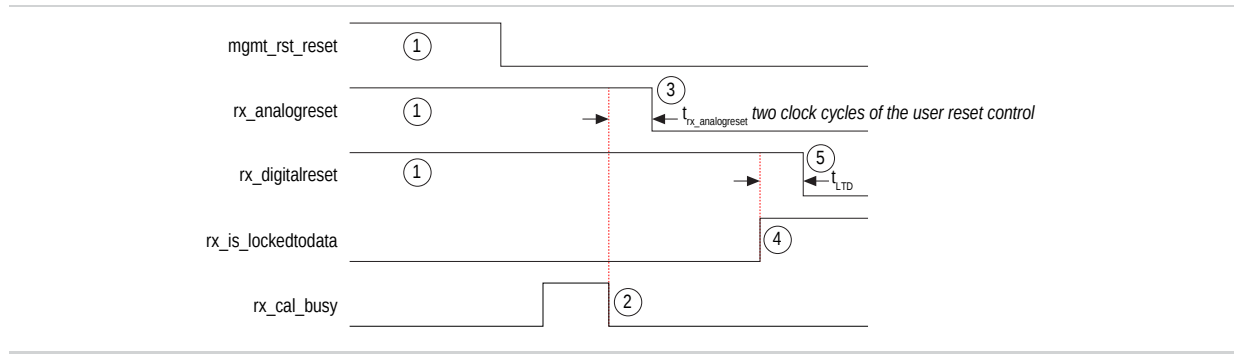 mgmt_rst_reset 1
3
rx_analogreset 1 t_rx_analogreset two clock cycles of the user reset control
5
rx_digitalreset 1 t_LTD
rx_is_lockedtodata 4
rx_cal_busy 2